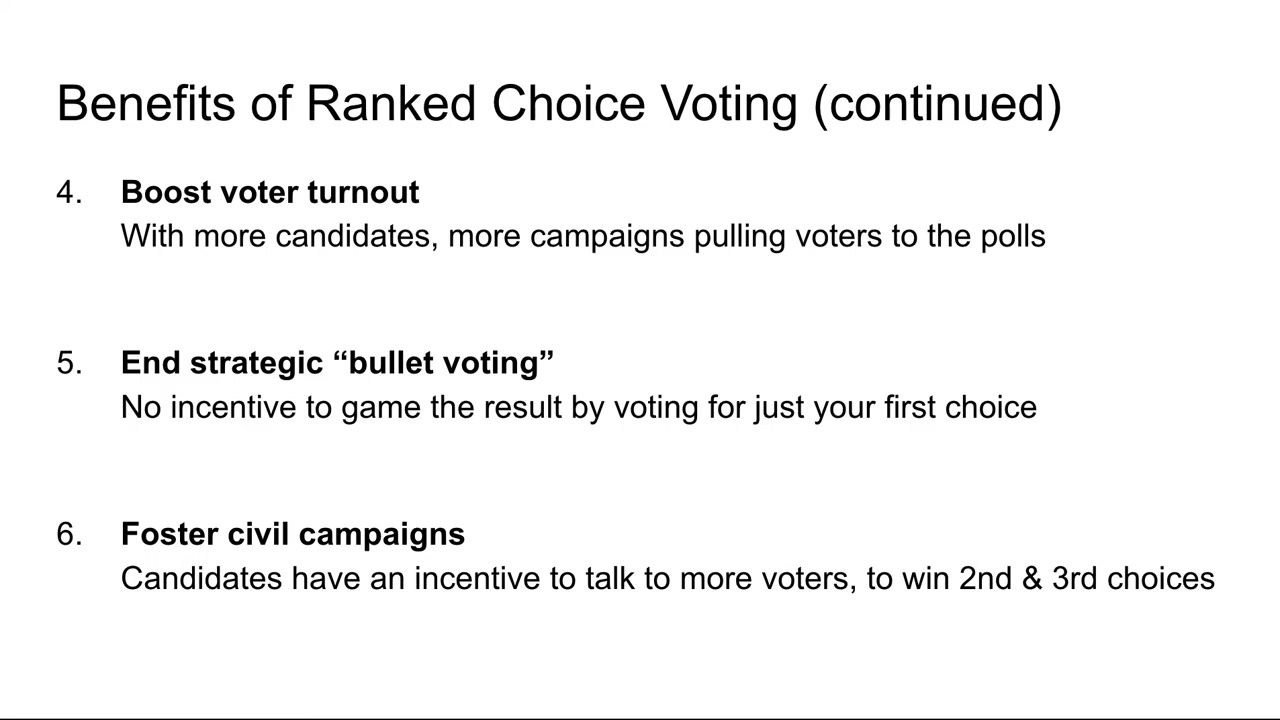 Benefits of Ranked Choice Voting (continued)
4. Boost voter turnout
With more candidates, more campaigns pulling voters to the polls
5. End strategic “bullet voting”
No incentive to game the result by voting for just your first choice
6. Foster civil campaigns
Candidates have an incentive to talk to more voters, to win 2nd & 3rd choices